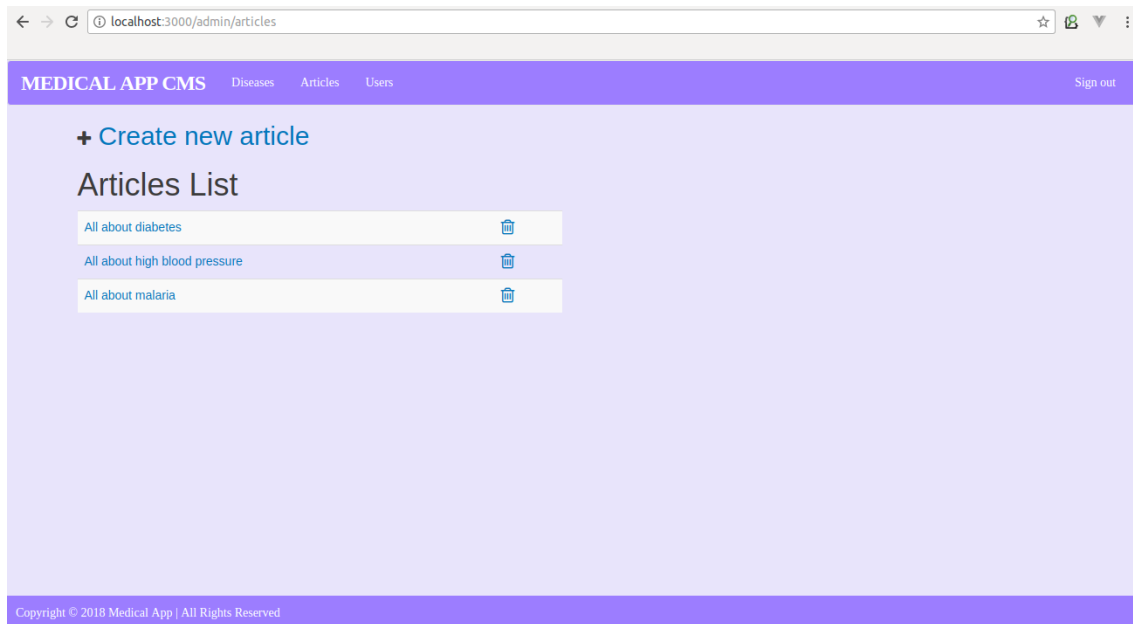 localhost:3000/admin/articles
MEDICAL APP CMS Diseases Articles Users Sign out
Create new article
Articles List
All about diabetes
All about high blood pressure
All about malaria
Copyright © 2018 Medical App | All Rights Reserved